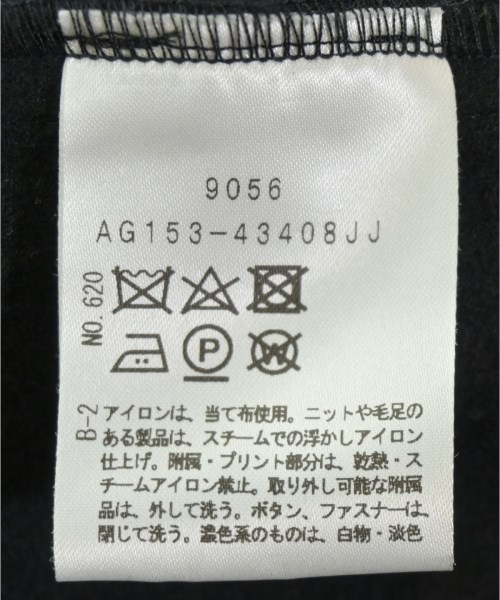 9056
AG153-43408JJ
NO.620
P
W
B-2
アイロンは、当て布使用。ニットや毛足の
ある製品は、スチームでの浮かしアイロン
仕上げ。附属・プリント部分は、乾熱・ス
チームアイロン禁止。取り外し可能な附属
品は、外して洗う。ボタン、ファスナーは、
閉じて洗う。濃色系のものは、白物・淡色